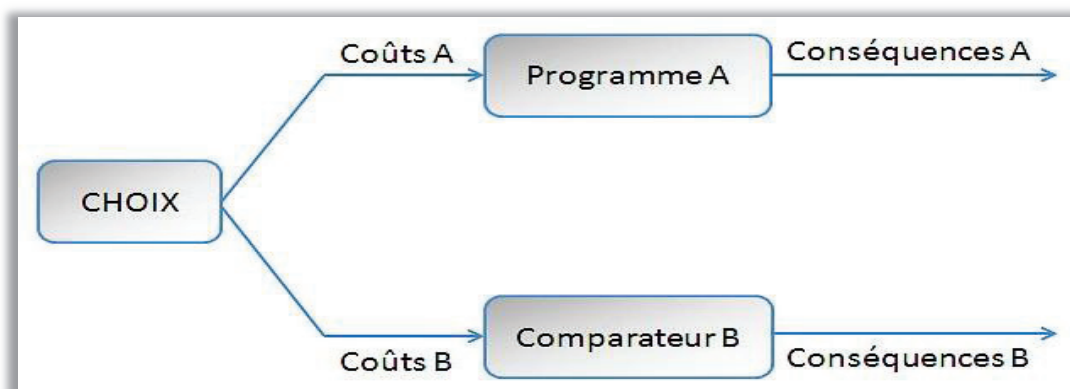 Coûts A
Programme A
Conséquences A
CHOIX
Coûts B
Comparateur B
Conséquences B